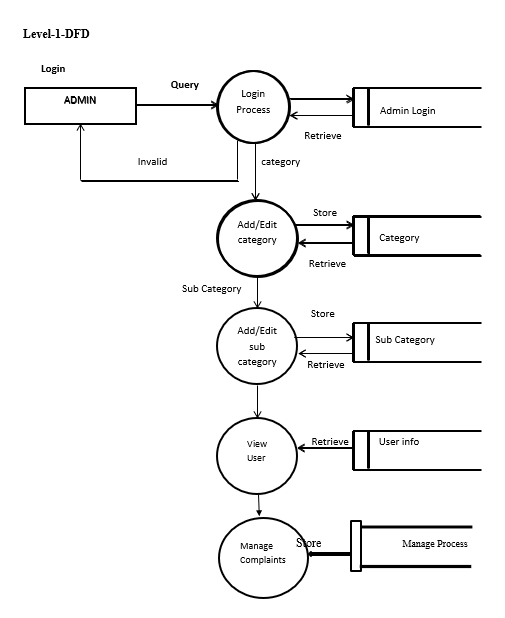 Level-1-DFD
Login
ADMIN
Query
Login
Process
Admin Login
Retrieve
Invalid
category
Add/Edit
category
Store
Category
Retrieve
Sub Category
Add/Edit
sub
category
Store
Sub Category
Retrieve
View
User
Retrieve
User info
Manage
Complaints
Store
Manage Process